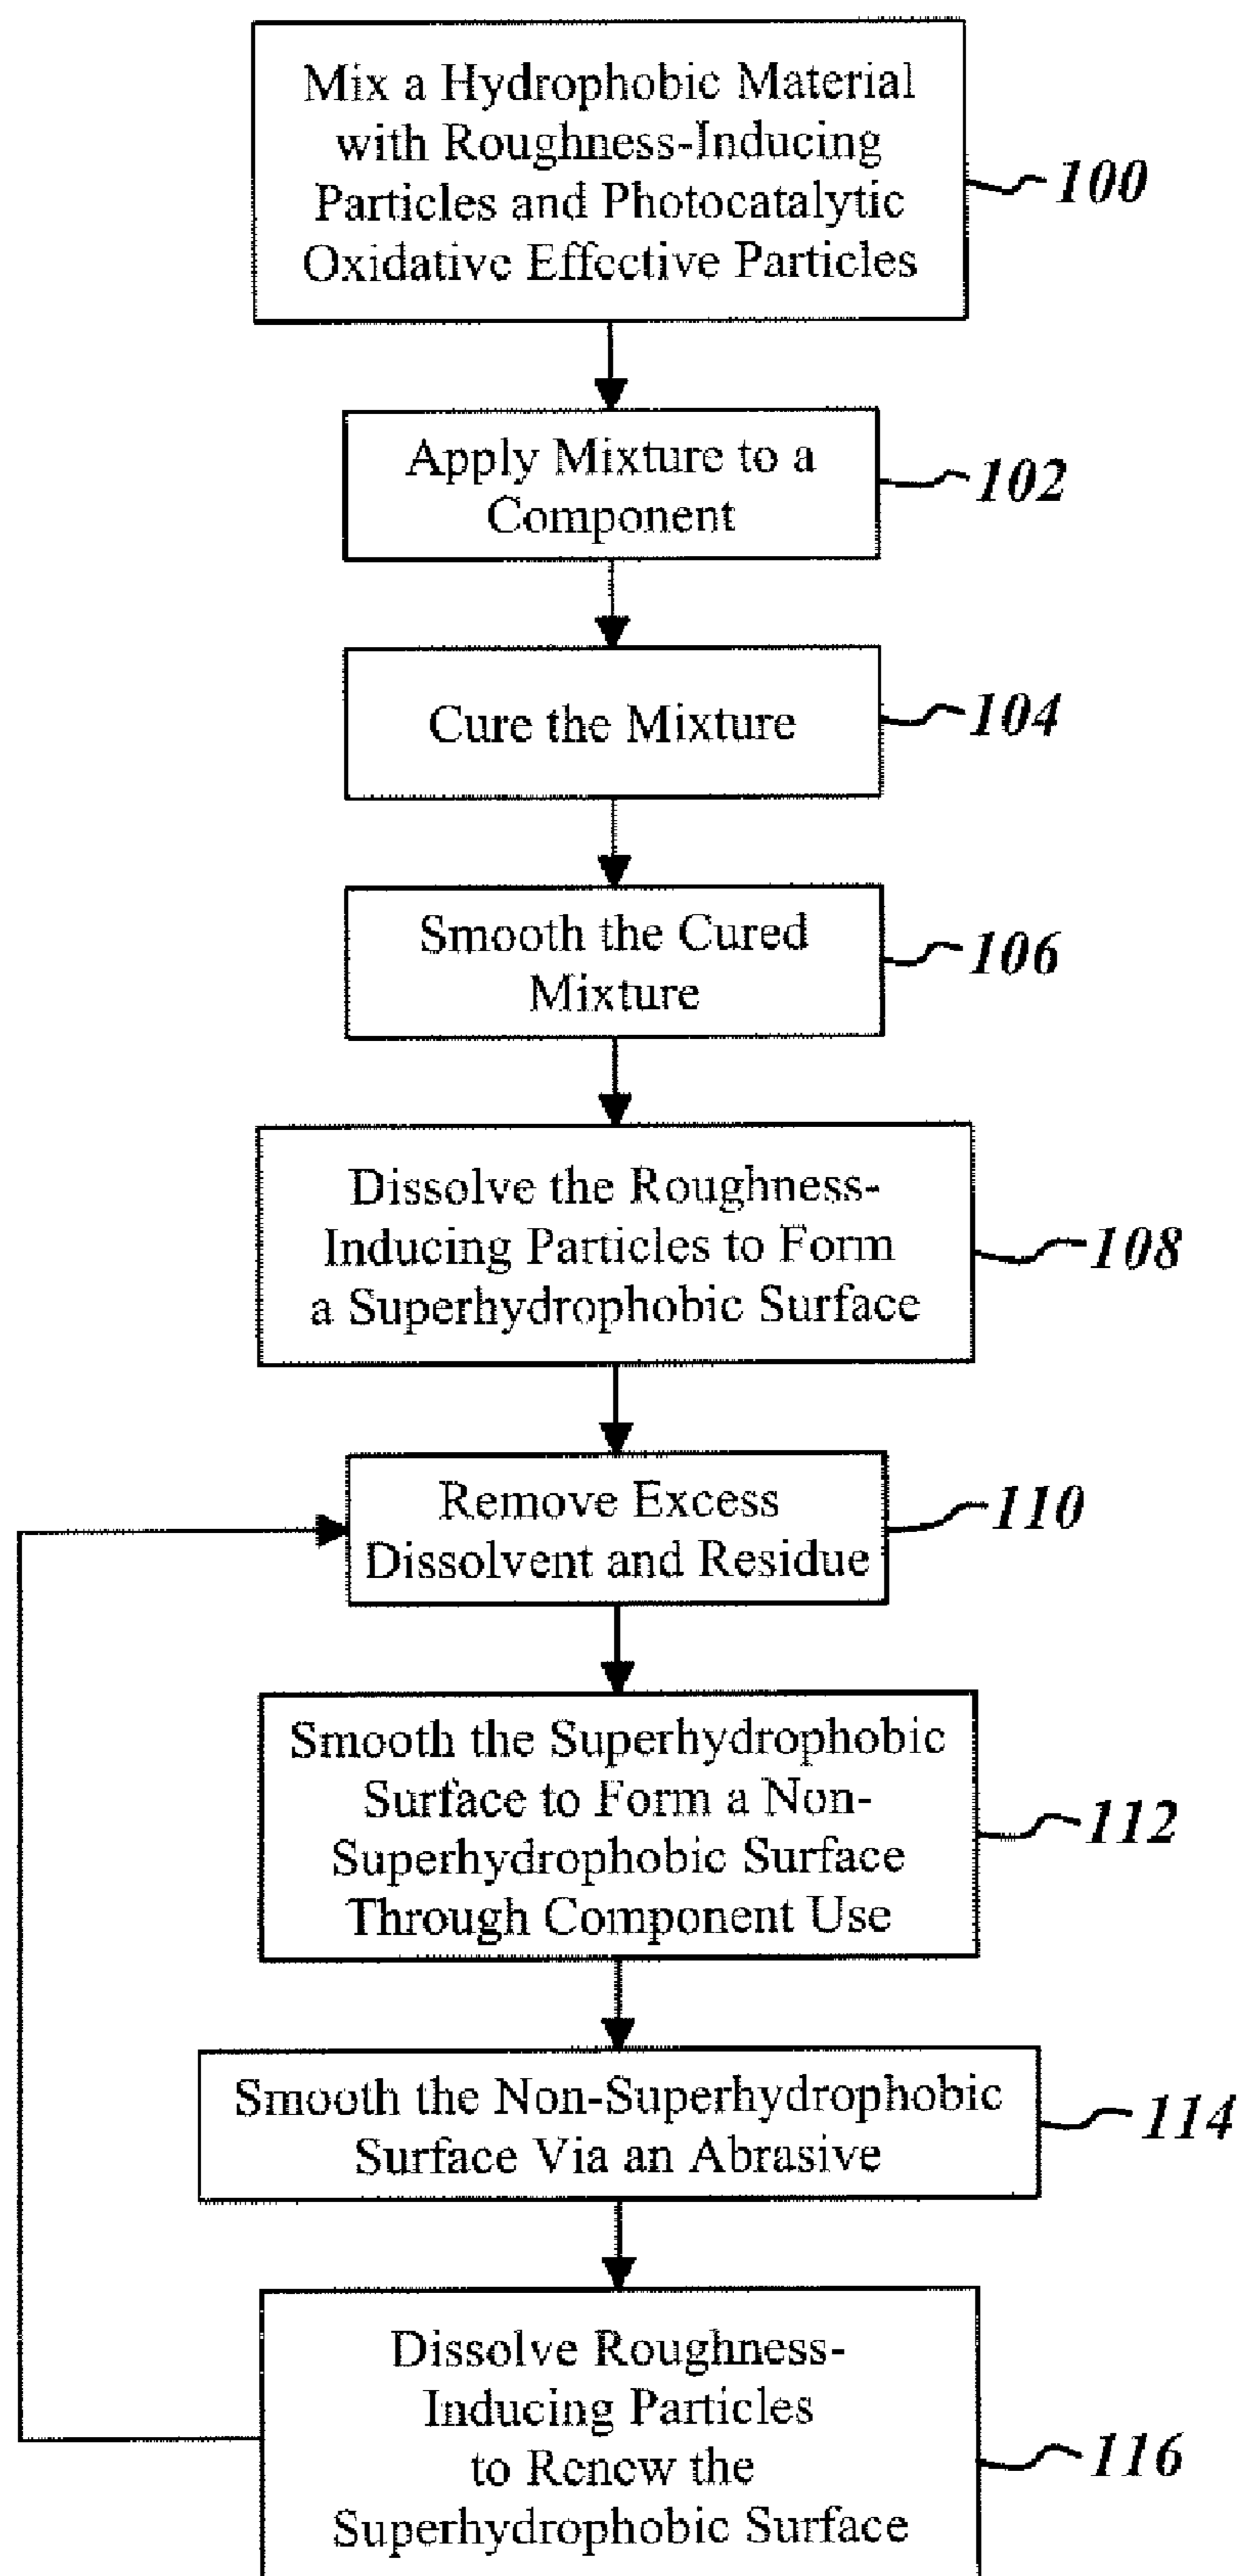 Mix a Hydrophobic Material
with Roughness-Inducing
Particles and Photocatalytic
Oxidative Effective Particles
100
Apply Mixture to a
Component
102
Cure the Mixture
104
Smooth the Cured
Mixture
106
Dissolve the Roughness-
Inducing Particles to Form
a Superhydrophobic Surface
108
Remove Excess
Dissolvent and Residue
110
Smooth the Superhydrophobic
Surface to Form a Non-
Superhydrophobic Surface
Through Component Use
112
Smooth the Non-Superhydrophobic
Surface Via an Abrasive
114
Dissolve Roughness-
Inducing Particles
to Renew the
Superhydrophobic Surface
116